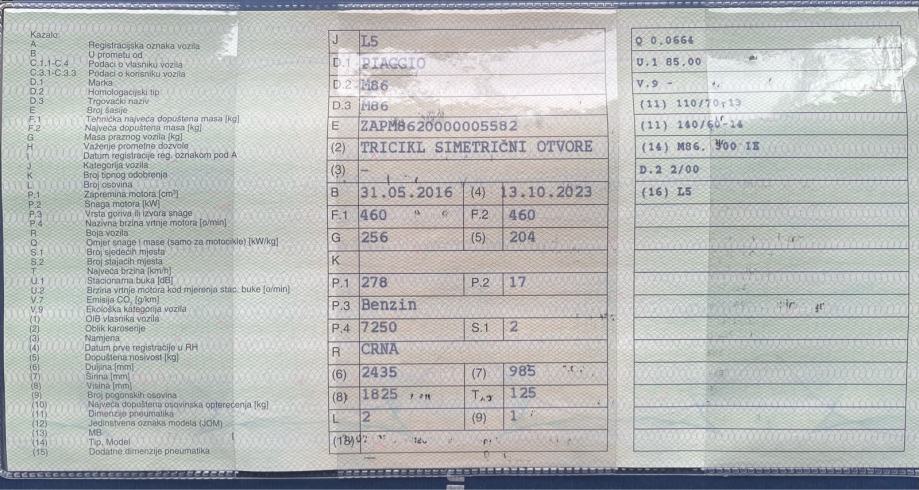 Kazalo:
A Registracijska oznaka vozila
B U prometu od
C.1.1-C.4 Podaci o vlasniku vozila
C.3.1-C.3.3 Podaci o korisniku vozila
D.1 Marka
D.2 Homologacijski tip
D.3 Trgovački naziv
E Broj šasije
F.1 Tehnička najveća dopuštena masa [kg]
F.2 Najveća dopuštena masa [kg]
G Masa praznog vozila [kg]
H Važenje prometne dozvole
I Datum registracije reg. oznakom pod A
J Kategorija vozila
K Broj tipnog odobrenja
L Broj osovina
P.1 Zapremina motora [cm³]
P.2 Snaga motora [kW]
P.3 Vrsta goriva ili izvora snage
P.4 Nazivna brzina vrtnje motora [o/min]
R Boja vozila
Q Omjer snage i mase (samo za motocikle) [kW/kg]
S.1 Broj sjedećih mjesta
S.2 Broj stajaćih mjesta
T Najveća brzina [km/h]
U.1 Stacionarna buka [dB]
U.2 Brzina vrtnje motora kod mjerenja stac. buke [o/min]
V.7 Emisija CO₂ [g/km]
V.9 Ekološka kategorija vozila
(1) OIB vlasnika vozila
(2) Oblik karoserije
(3) Namjena
(4) Datum prve registracije u RH
(5) Dopuštena nosivost [kg]
(6) Duljina [mm]
(7) Širina [mm]
(8) Visina [mm]
(9) Broj pogonskih osovina
(10) Najveća dopuštena osovinska opterećenja [kg]
(11) Dimenzije pneumatika
(12) Jedinstvena oznaka modela (JOM)
(13) MB
(14) Tip, Model
(15) Dodatne dimenzije pneumatika
J L5
D.1 PIAGGIO
D.2 M86
D.3 M86
E ZAPM8620000005582
(2) TRICIKL SIMETRIČNI OTVORE
(3) -
B 31.05.2016 (4) 13.10.2023
F.1 460 F.2 460
G 256 (5) 204
K
P.1 278 P.2 17
P.3 Benzin
P.4 7250 S.1 2
R CRNA
(6) 2435 (7) 985
(8) 1825 T 125
L 2 (9) 1
Q 0.0664
U.1 85.00
V.9 -
(11) 110/70-13
(11) 140/60-14
(14) M86. 300 IE
D.2 2/00
(16) L5